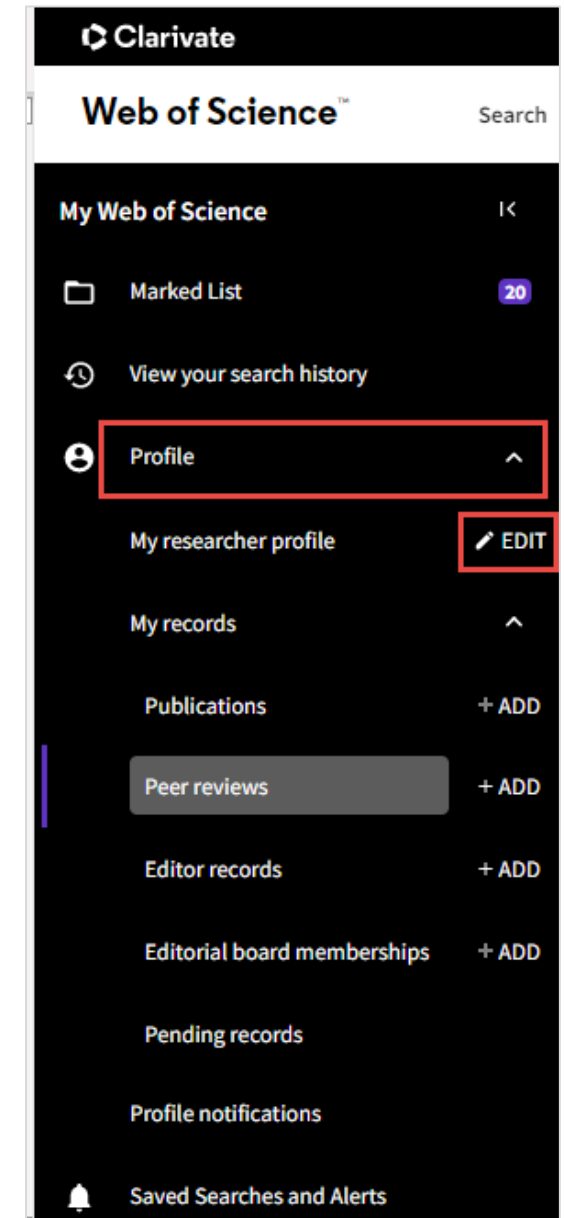 Clarivate
Web of Science™ Search
My Web of Science
Marked List 20
View your search history
Profile
My researcher profile EDIT
My records
Publications + ADD
Peer reviews + ADD
Editor records + ADD
Editorial board memberships + ADD
Pending records
Profile notifications
Saved Searches and Alerts